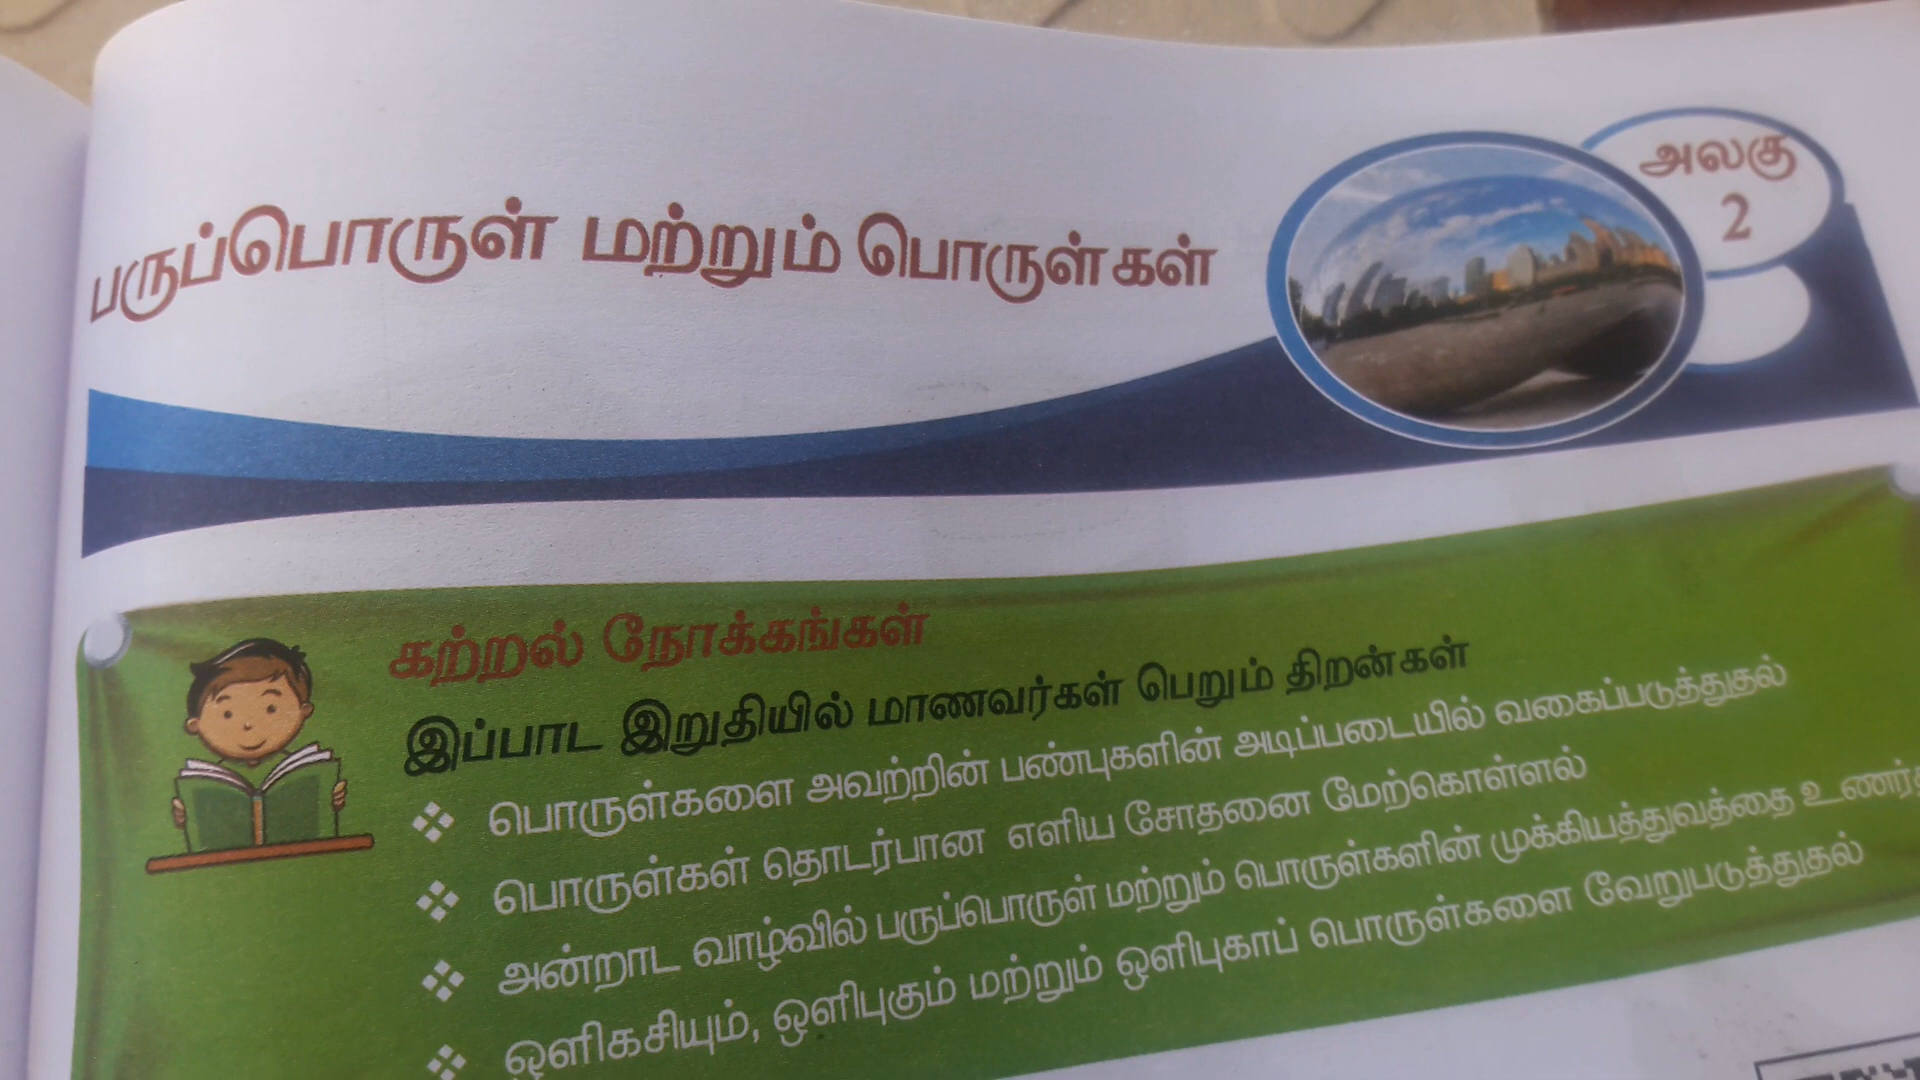 அலகு
2
பருப்பொருள் மற்றும் பொருள்கள்
கற்றல் நோக்கங்கள்
இப்பாட இறுதியில் மாணவர்கள் பெறும் திறன்கள்
❖ பொருள்களை அவற்றின் பண்புகளின் அடிப்படையில் வகைப்படுத்துதல்
❖ பொருள்கள் தொடர்பான எளிய சோதனை மேற்கொள்ளல்
❖ அன்றாட வாழ்வில் பருப்பொருள் மற்றும் பொருள்களின் முக்கியத்துவத்தை
❖ ஒளிகசியும், ஒளிபுகும் மற்றும் ஒளிபுகாப் பொருள்களை வேறுபடுத்துதல்